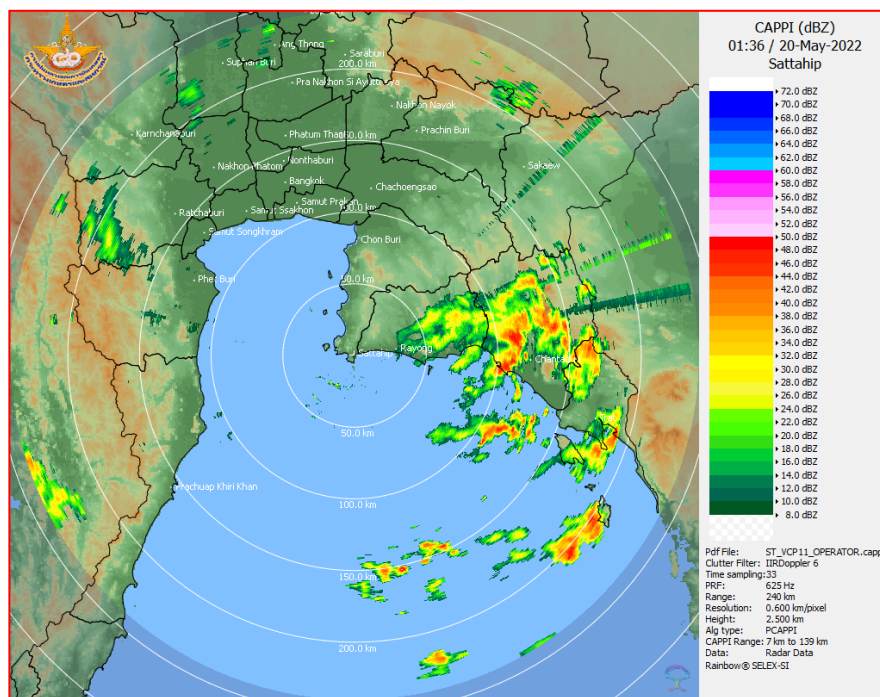 CAPPI (dBZ)
01:36 / 20-May-2022
Sattahip
72.0 dBZ
70.0 dBZ
68.0 dBZ
66.0 dBZ
64.0 dBZ
62.0 dBZ
60.0 dBZ
58.0 dBZ
56.0 dBZ
54.0 dBZ
52.0 dBZ
50.0 dBZ
48.0 dBZ
46.0 dBZ
44.0 dBZ
42.0 dBZ
40.0 dBZ
38.0 dBZ
36.0 dBZ
34.0 dBZ
32.0 dBZ
30.0 dBZ
28.0 dBZ
26.0 dBZ
24.0 dBZ
22.0 dBZ
20.0 dBZ
18.0 dBZ
16.0 dBZ
14.0 dBZ
12.0 dBZ
10.0 dBZ
8.0 dBZ
Pdf File: ST_VCP11_OPERATOR.capp
Clutter Filter: IIRDoppler 6
Time sampling:33
PRF: 625 Hz
Range: 240 km
Resolution: 0.600 km/pixel
Height: 2.500 km
Alg type: PCAPPI
CAPPI Range: 7 km to 139 km
Data: Radar Data
Rainbow® SELEX-SI
Ang Thong
Saraburi
Suphan Buri
200.0 km
Pra Nakhon Si Ayutthaya
Nakhon Nayok
Karnchanaburi
Phatum Thani
Prachin Buri
Nonthaburi
Nakhon Phatom
Sakaew
Bangkok
Chachoengsao
Samut Prakan
Ratchaburi
Samut Ssakhon
Samut Songkhram
Chon Buri
50.0 km
Rayong
Sattahip
50.0 km
Prachuap Khiri Khan
100.0 km
150.0 km
200.0 km